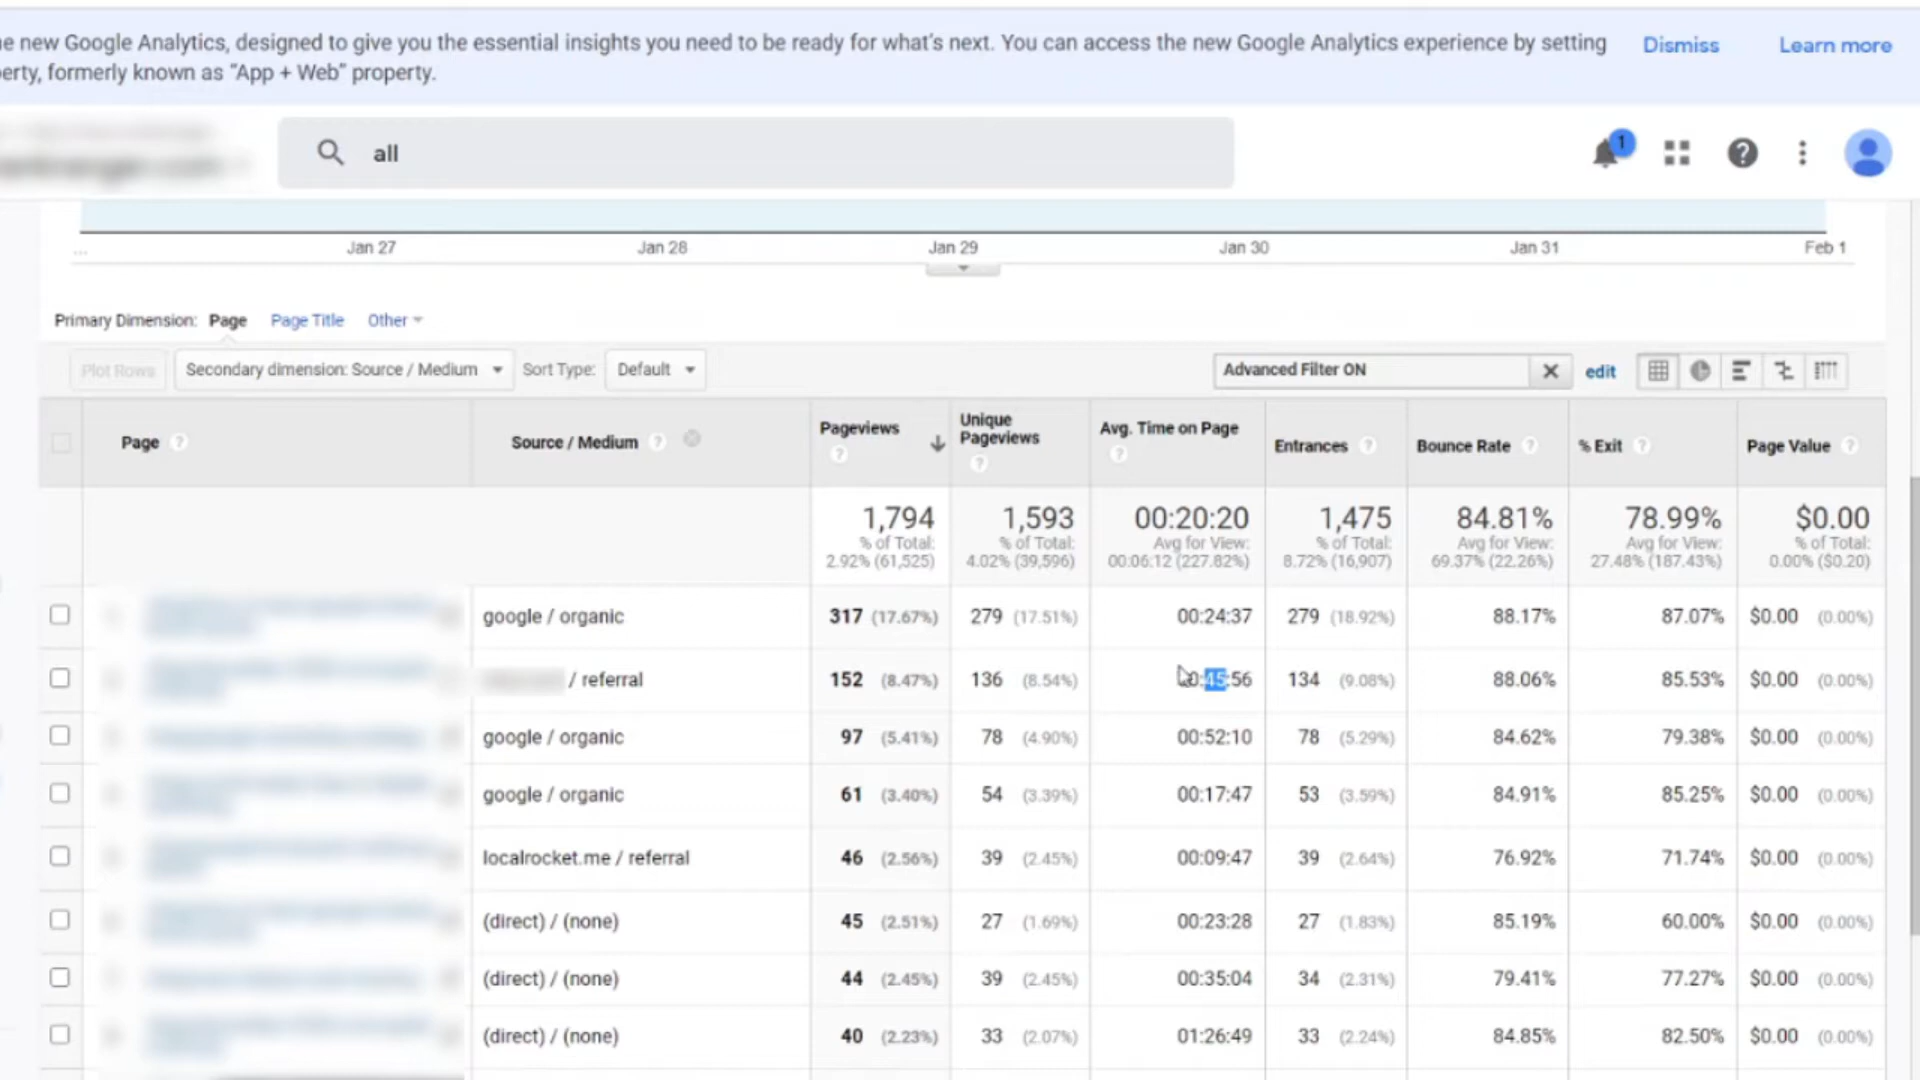 e new Google Analytics, designed to give you the essential insights you need to be ready for what's next. You can access the new Google Analytics experience by setting
erty, formerly known as "App + Web" property.
Dismiss
Learn more
all
1
...
Jan 27
Jan 28
Jan 29
Jan 30
Jan 31
Feb 1
Primary Dimension: Page Page Title Other
Plot Rows
Secondary dimension: Source / Medium
Sort Type: Default
Advanced Filter ON
edit
Page Source / Medium Pageviews Unique Pageviews Avg. Time on Page Entrances Bounce Rate % Exit Page Value
1,794 1,593 00:20:20 1,475 84.81% 78.99% $0.00
% of Total: % of Total: Avg for View: % of Total: Avg for View: Avg for View: % of Total:
2.92% (61,525) 4.02% (39,596) 00:06:12 (227.82%) 8.72% (16,907) 69.37% (22.26%) 27.48% (187.43%) 0.00% ($0.20)
google / organic 317 (17.67%) 279 (17.51%) 00:24:37 279 (18.92%) 88.17% 87.07% $0.00 (0.00%)
/ referral 152 (8.47%) 136 (8.54%) 0:45:56 134 (9.08%) 88.06% 85.53% $0.00 (0.00%)
google / organic 97 (5.41%) 78 (4.90%) 00:52:10 78 (5.29%) 84.62% 79.38% $0.00 (0.00%)
google / organic 61 (3.40%) 54 (3.39%) 00:17:47 53 (3.59%) 84.91% 85.25% $0.00 (0.00%)
localrocket.me / referral 46 (2.56%) 39 (2.45%) 00:09:47 39 (2.64%) 76.92% 71.74% $0.00 (0.00%)
(direct) / (none) 45 (2.51%) 27 (1.69%) 00:23:28 27 (1.83%) 85.19% 60.00% $0.00 (0.00%)
(direct) / (none) 44 (2.45%) 39 (2.45%) 00:35:04 34 (2.31%) 79.41% 77.27% $0.00 (0.00%)
(direct) / (none) 40 (2.23%) 33 (2.07%) 01:26:49 33 (2.24%) 84.85% 82.50% $0.00 (0.00%)